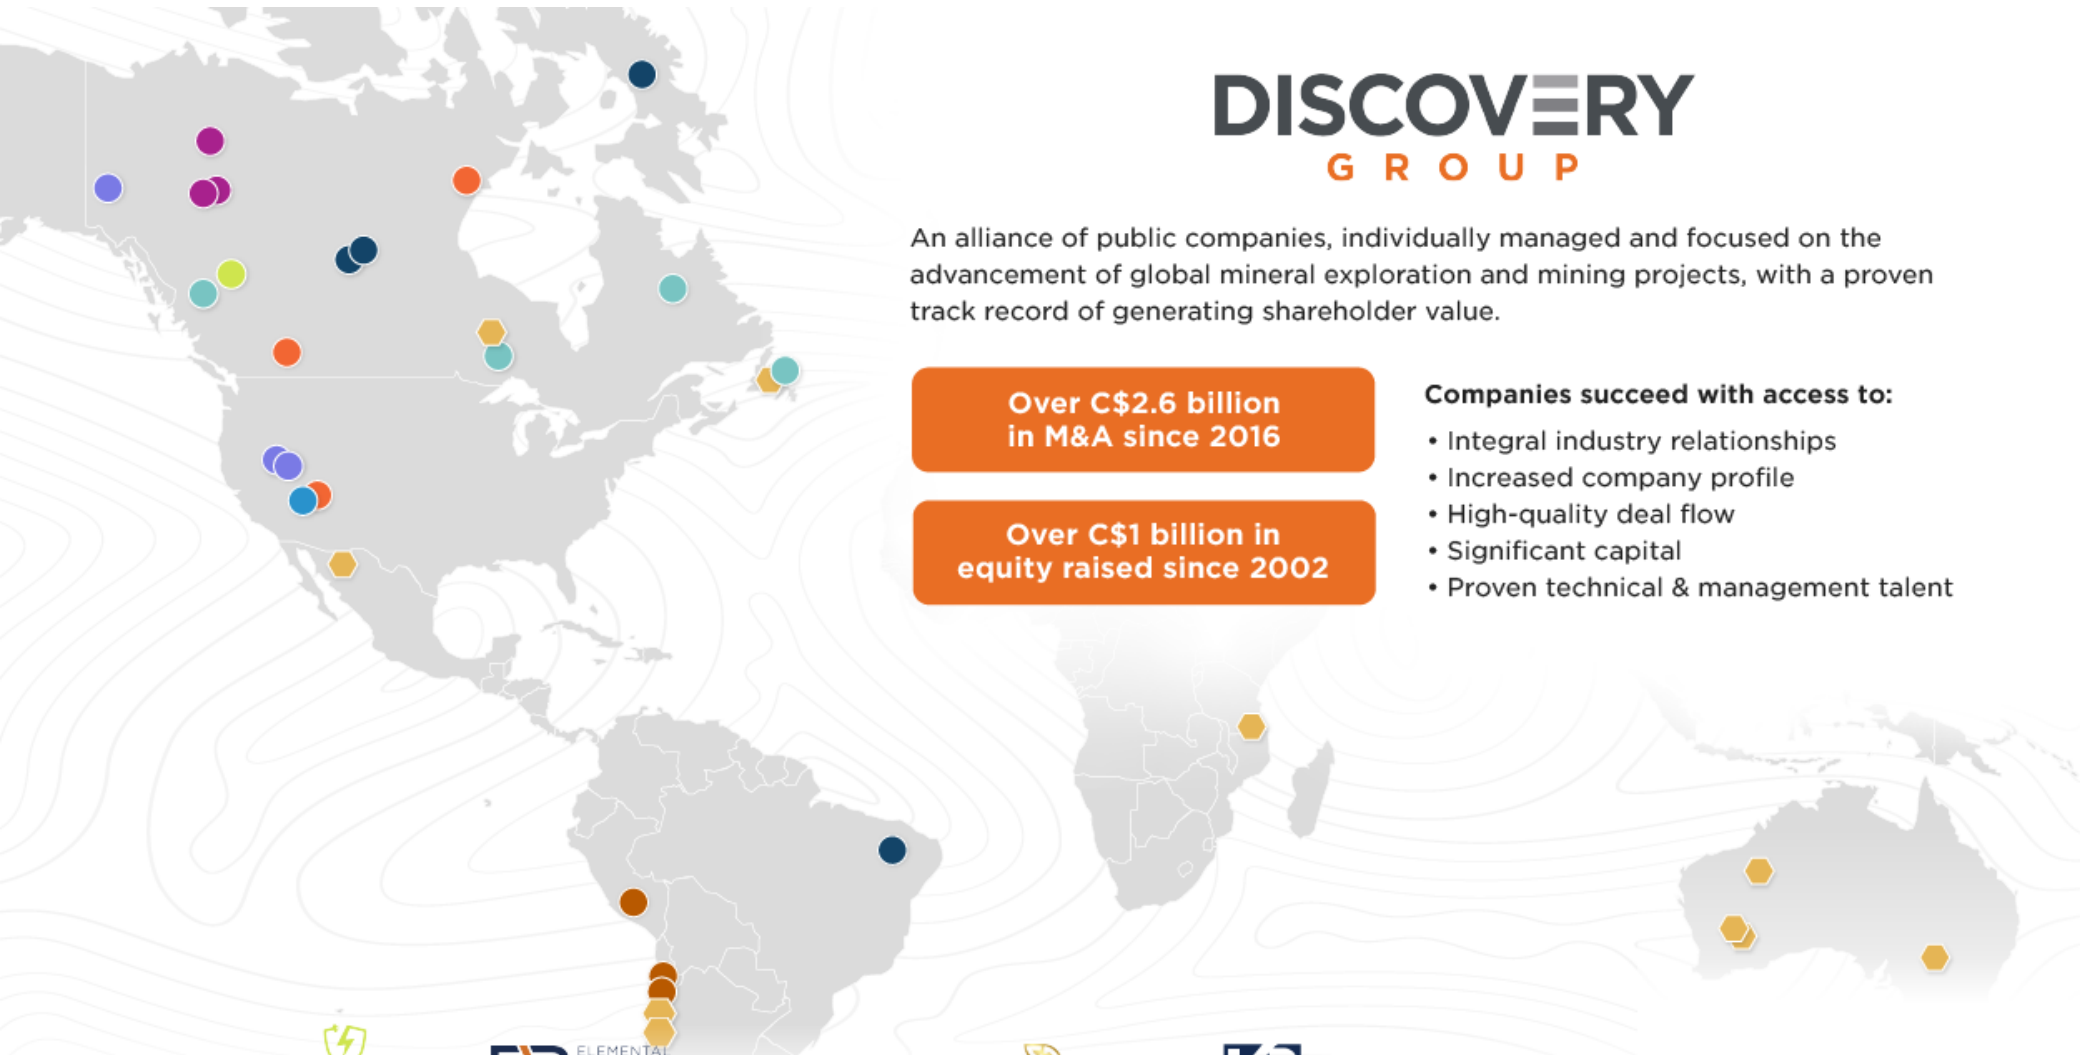 DISCOVERY
GROUP
An alliance of public companies, individually managed and focused on the
advancement of global mineral exploration and mining projects, with a proven
track record of generating shareholder value.
Over C$2.6 billion
in M&A since 2016
Over C$1 billion in
equity raised since 2002
Companies succeed with access to:
• Integral industry relationships
• Increased company profile
• High-quality deal flow
• Significant capital
• Proven technical & management talent
ELEMENTAL